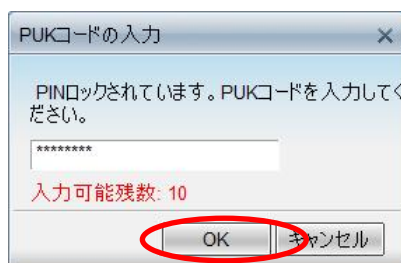 PUKコードの入力
PINロックされています。PUKコードを入力してく
ださい。
********
入力可能残数: 10
OK キャンセル